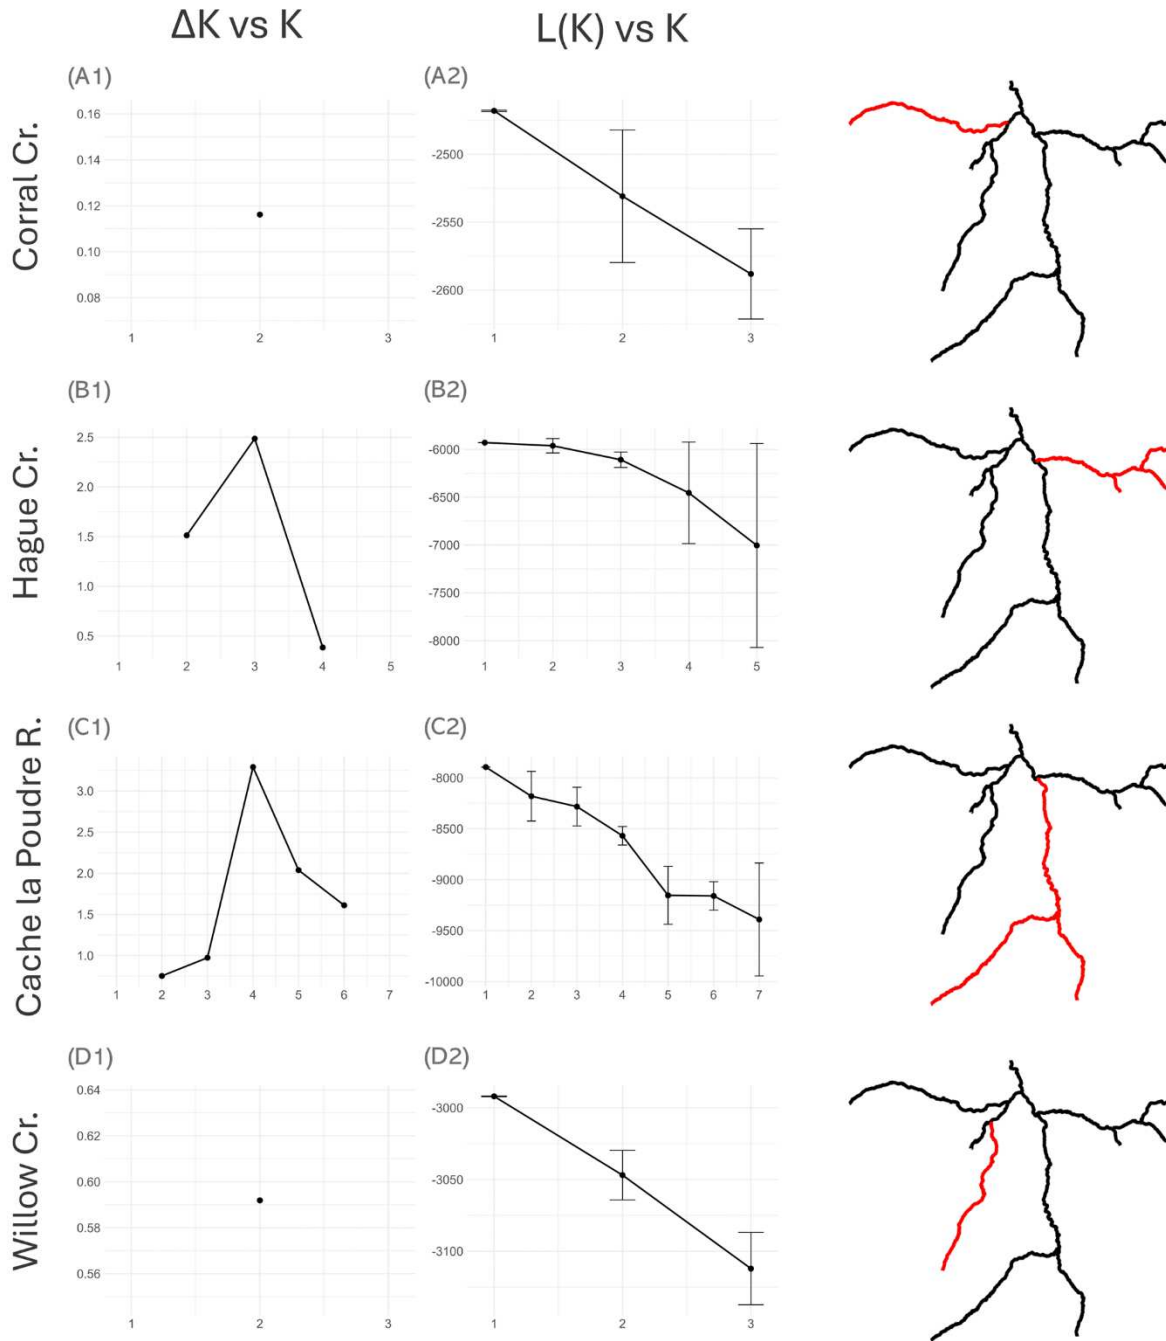 ΔK vs K
L(K) vs K
Corral Cr.
(A1)
0.16
0.14
0.12
0.10
0.08
1 2 3
(A2)
-2500
-2550
-2600
1 2 3
Hague Cr.
(B1)
2.5
2.0
1.5
1.0
0.5
1 2 3 4 5
(B2)
-6000
-6500
-7000
-7500
-8000
1 2 3 4 5
Cache la Poudre R.
(C1)
3.0
2.5
2.0
1.5
1.0
1 2 3 4 5 6 7
(C2)
-8000
-8500
-9000
-9500
-10000
1 2 3 4 5 6 7
Willow Cr.
(D1)
0.64
0.62
0.60
0.58
0.56
1 2 3
(D2)
-3000
-3050
-3100
1 2 3